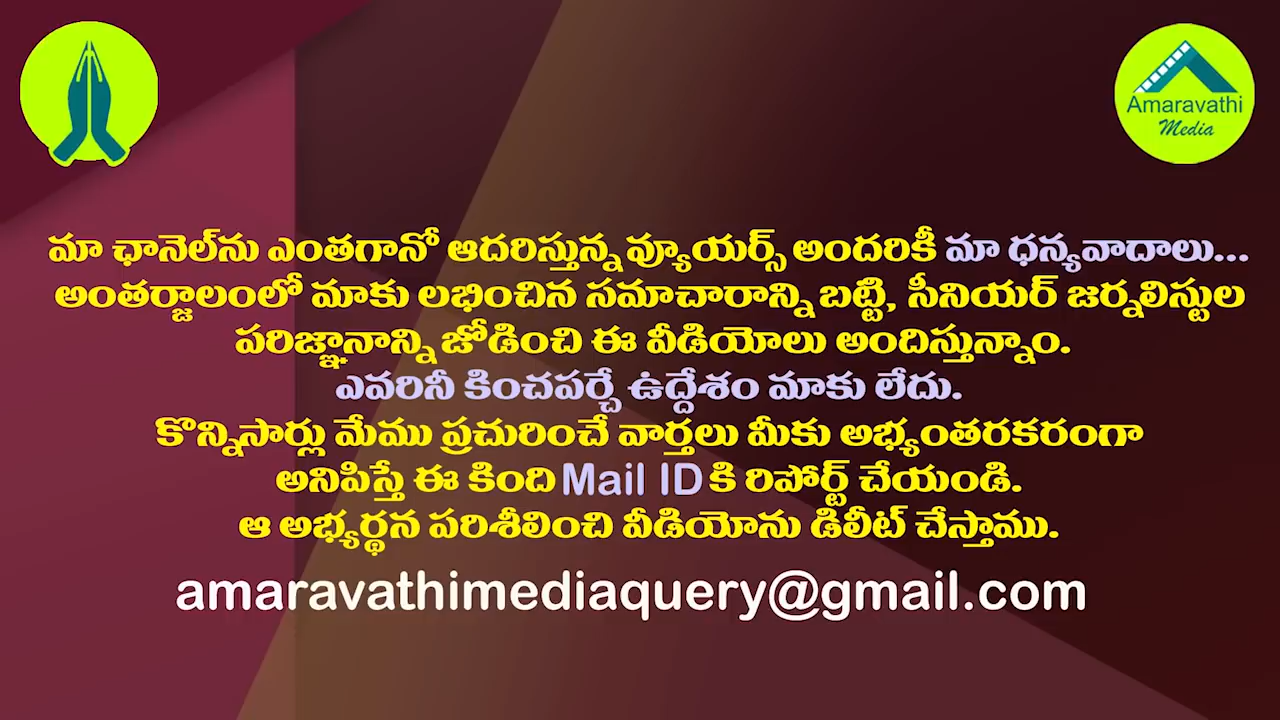 Amaravathi
Media
మా ఛానెల్‌ను ఎంతగానో ఆదరిస్తున్న వ్యూయర్స్ అందరికీ మా ధన్యవాదాలు...
అంతర్జాలంలో మాకు లభించిన సమాచారాన్ని బట్టి, సీనియర్ జర్నలిస్టుల
పరిజ్ఞానాన్ని జోడించి ఈ వీడియోలు అందిస్తున్నాం.
ఎవరినీ కించపర్చే ఉద్దేశం మాకు లేదు.
కొన్నిసార్లు మేము ప్రచురించే వార్తలు మీకు అభ్యంతరకరంగా
అనిపిస్తే ఈ కింది Mail ID కి రిపోర్ట్ చేయండి.
ఆ అభ్యర్థన పరిశీలించి వీడియోను డిలీట్ చేస్తాము.
amaravathimediaquery@gmail.com